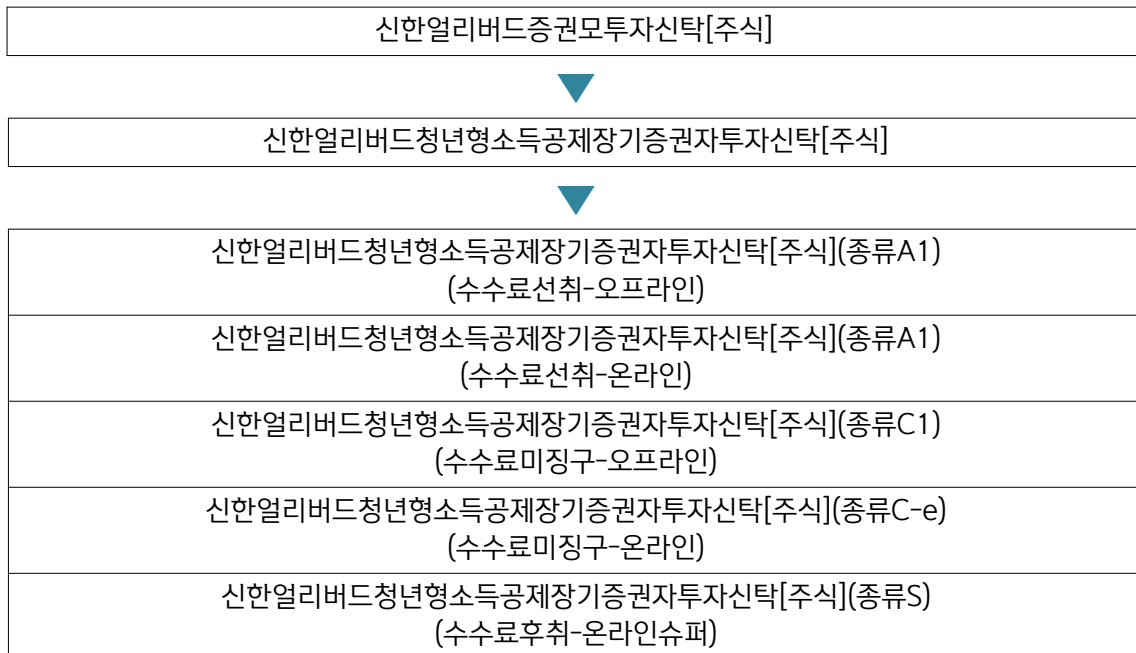 신한얼리버드증권모투자신탁[주식]
신한얼리버드청년형소득공제장기증권자투자신탁[주식]
신한얼리버드청년형소득공제장기증권자투자신탁[주식](종류A1)
(수수료선취-오프라인)
신한얼리버드청년형소득공제장기증권자투자신탁[주식](종류A1)
(수수료선취-온라인)
신한얼리버드청년형소득공제장기증권자투자신탁[주식](종류C1)
(수수료미징구-오프라인)
신한얼리버드청년형소득공제장기증권자투자신탁[주식](종류C-e)
(수수료미징구-온라인)
신한얼리버드청년형소득공제장기증권자투자신탁[주식](종류S)
(수수료후취-온라인슈퍼)